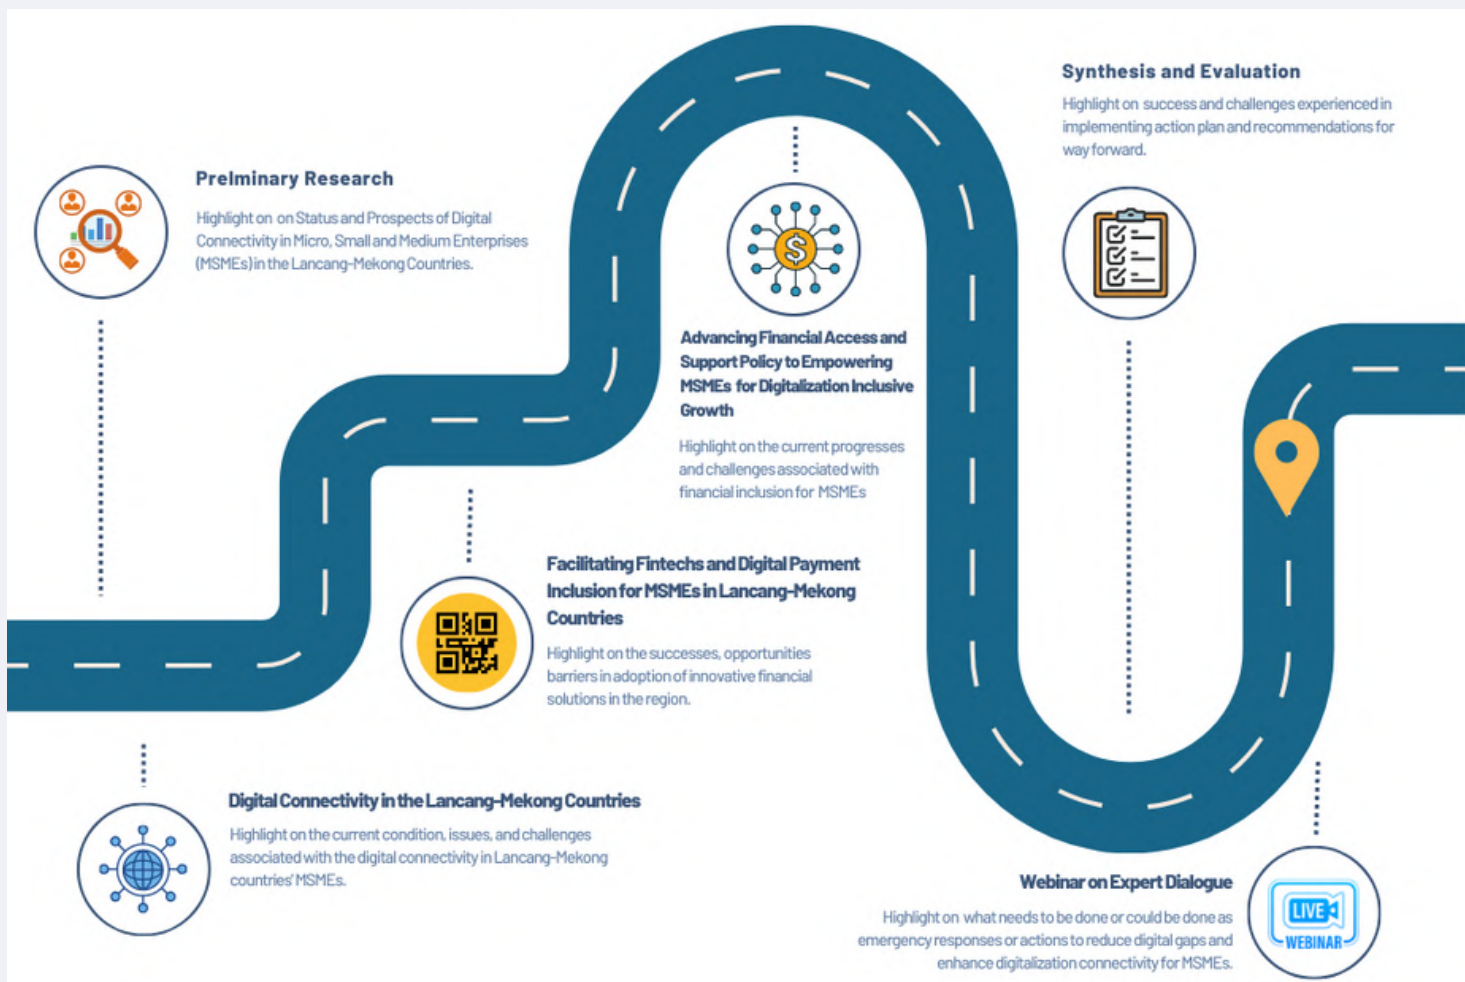 Prelminary Research
Highlight on on Status and Prospects of Digital
Connectivity in Micro, Small and Medium Enterprises
(MSMEs) in the Lancang-Mekong Countries.
Digital Connectivity in the Lancang-Mekong Countries
Highlight on the current condition, issues, and challenges
associated with the digital connectivity in Lancang-Mekong
countries' MSMEs.
Facilitating Fintechs and Digital Payment
Inclusion for MSMEs in Lancang-Mekong
Countries
Highlight on the successes, opportunities
barriers in adoption of innovative financial
solutions in the region.
$
Advancing Financial Access and
Support Policy to Empowering
MSMEs for Digitalization Inclusive
Growth
Highlight on the current progresses
and challenges associated with
financial inclusion for MSMEs
Synthesis and Evaluation
Highlight on success and challenges experienced in
implementing action plan and recommendations for
way forward.
Webinar on Expert Dialogue
Highlight on what needs to be done or could be done as
emergency responses or actions to reduce digital gaps and
enhance digitalization connectivity for MSMEs.
LIVE
WEBINAR